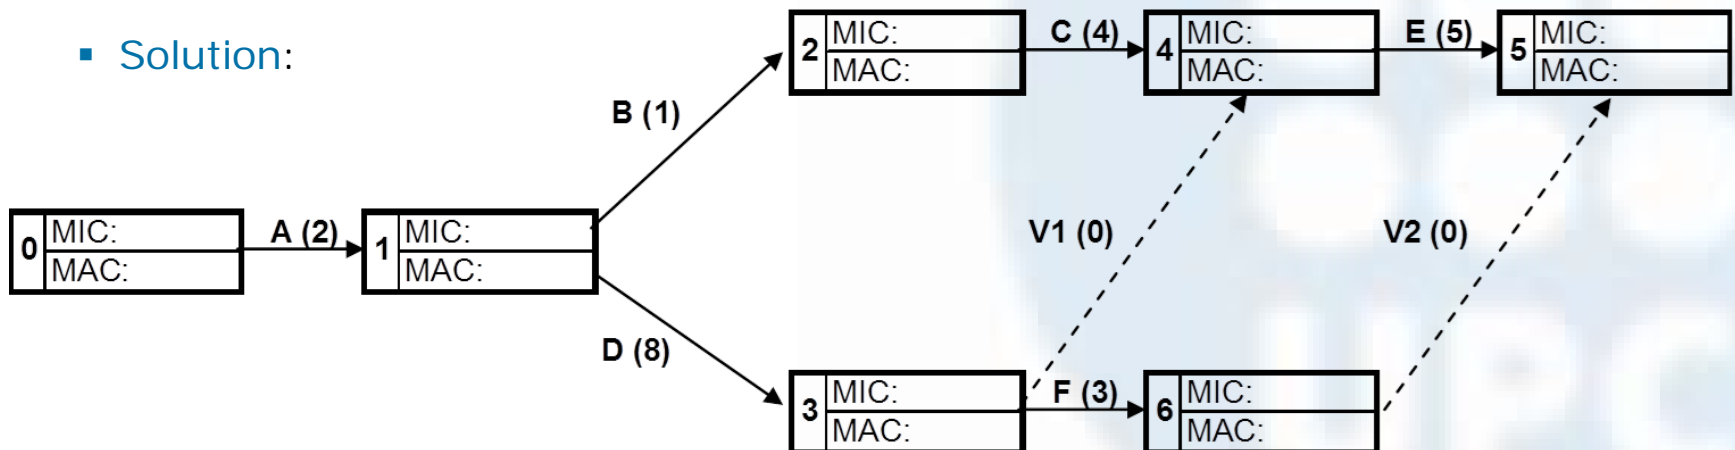 ▪ Solution:
2 MIC:
MAC:
C (4)
4 MIC:
MAC:
E (5)
5 MIC:
MAC:
B (1)
0 MIC:
MAC:
A (2)
1 MIC:
MAC:
V1 (0)
V2 (0)
D (8)
3 MIC:
MAC:
F (3)
6 MIC:
MAC: